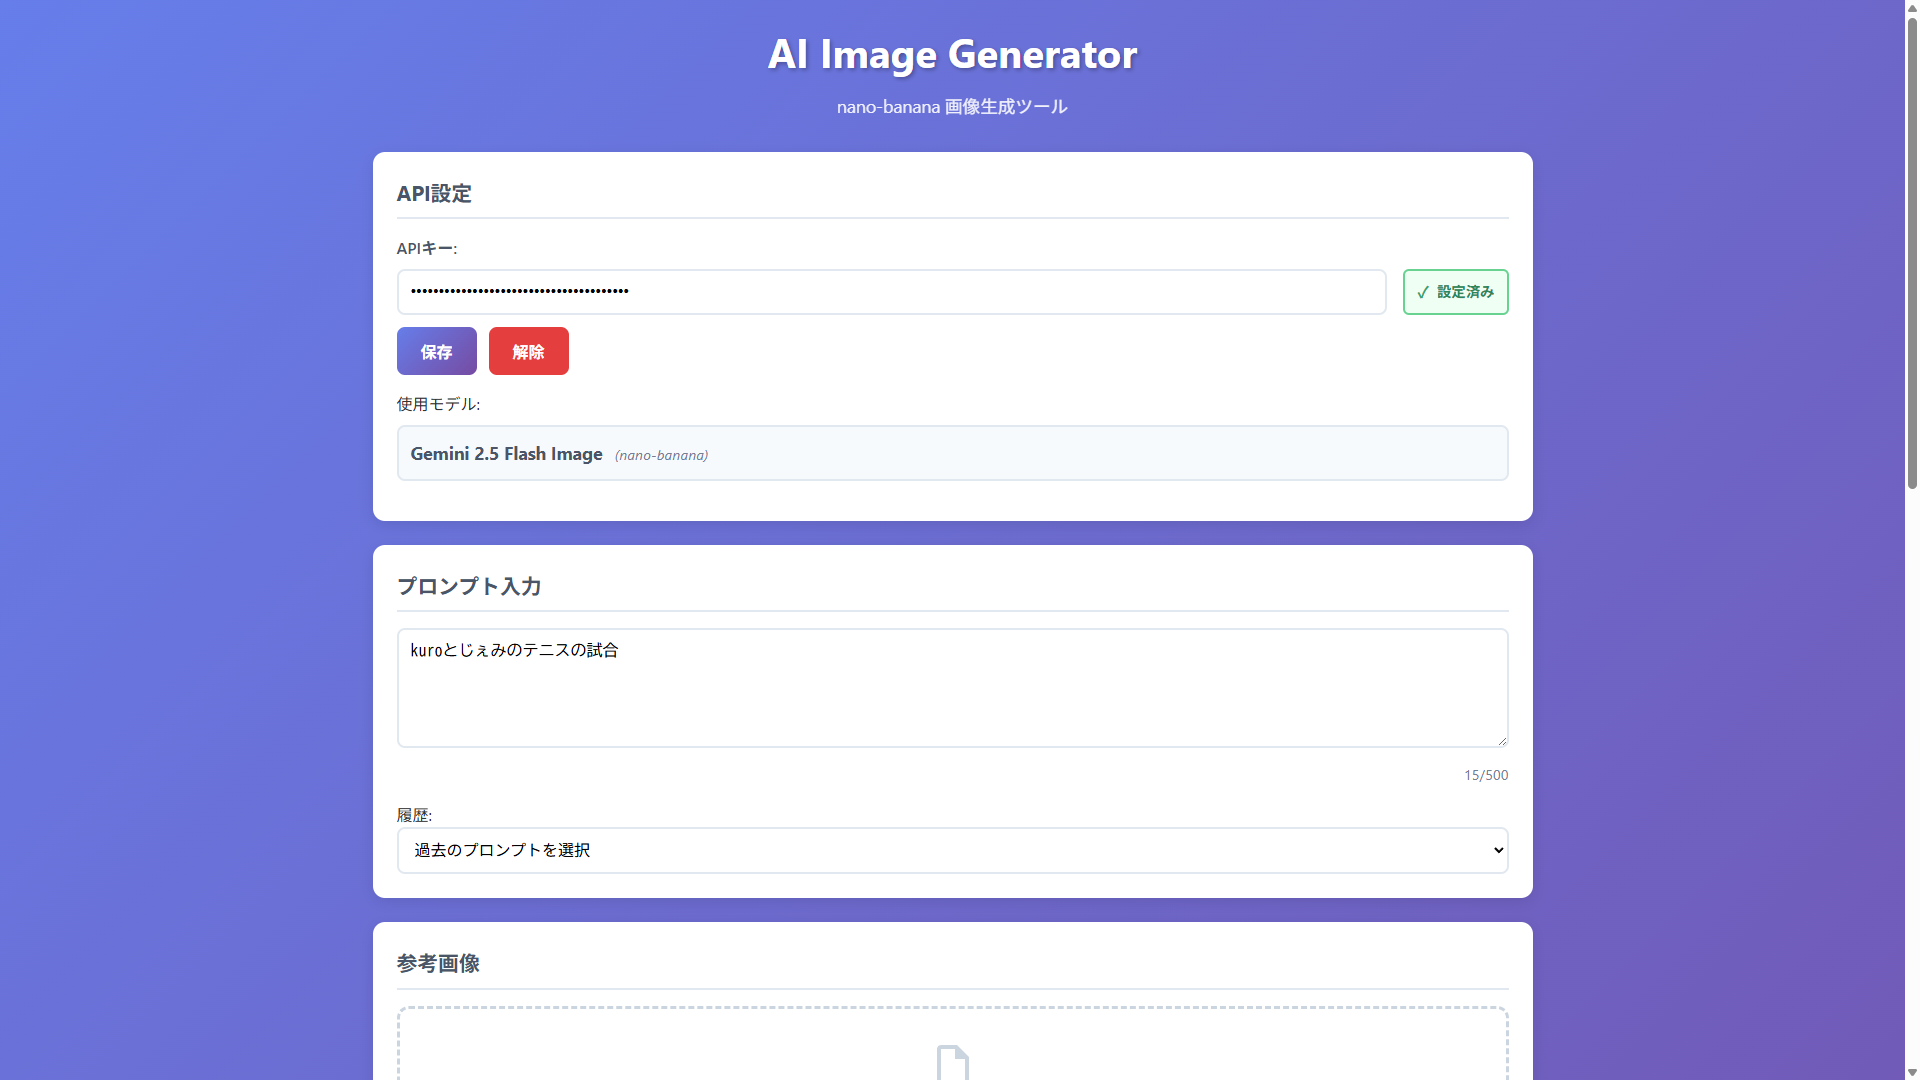 AI Image Generator
nano-banana 画像生成ツール
API設定
APIキー:
•••••••••••••••••••••••••••••••••••••••
✓ 設定済み
保存
解除
使用モデル:
Gemini 2.5 Flash Image (nano-banana)
プロンプト入力
kuroとじぇみのテニスの試合
15/500
履歴:
過去のプロンプトを選択
参考画像